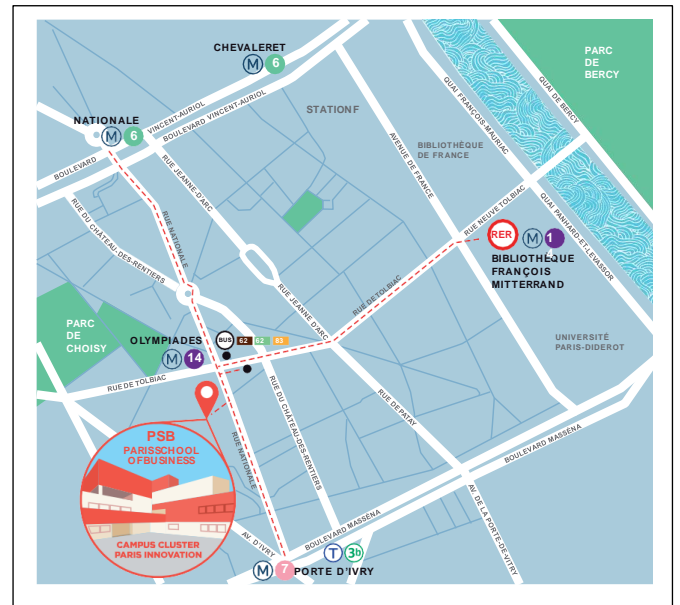 CHEVALERET
M 6
PARC
DE
BERCY
QUAI DE BERCY
QUAI FRANÇOIS-MAURIAC
STATION F
NATIONALE
M 6
VINCENT-AURIOL
BOULEVARD VINCENT-AURIOL
BOULEVARD
AVENUE DE FRANCE
BIBLIOTHÈQUE
DE FRANCE
RUE JEANNE-D'ARC
RUE DU CHÂTEAU-DES-RENTIERS
RUE NATIONALE
RUE NEUVE TOLBIAC
QUAI PANHARD-ET-LEVASSOR
RER M 14
BIBLIOTHÈQUE
FRANÇOIS
MITTERRAND
RUE DE TOLBIAC
RUE JEANNE-D'ARC
PARC
DE
CHOISY
OLYMPIADES
M 14
BUS 62 62 83
UNIVERSITÉ
PARIS-DIDEROT
RUE DE TOLBIAC
RUE DU CHÂTEAU-DES-RENTIERS
RUE DE PATAY
RUE NATIONALE
PSB
PARISSCHOOL
OFBUSINESS
CAMPUS CLUSTER
PARIS INNOVATION
BOULEVARD MASSÉNA
BOULEVARD MASSÉNA
AV. DE LA PORTE-DE-VITRY
AV. D'IVRY
T 3b
M 7 PORTE D'IVRY